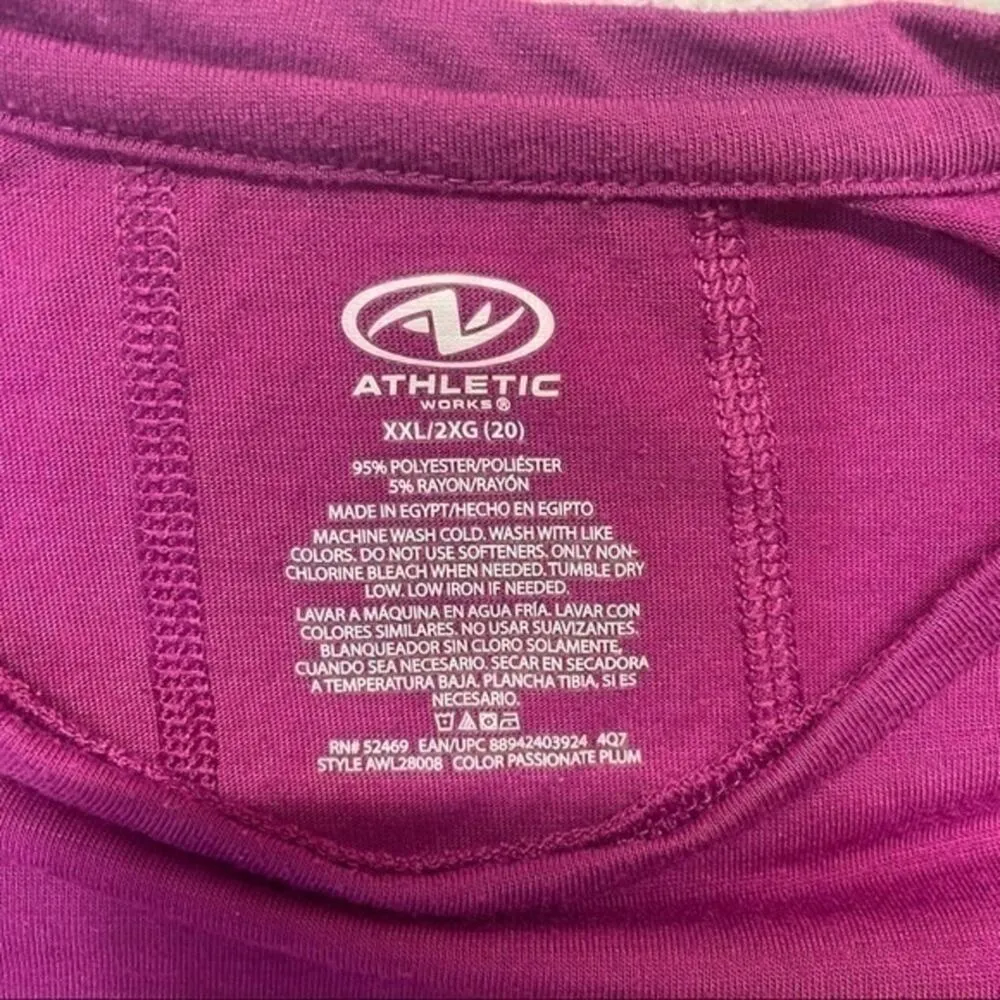 ATHLETIC
WORKS®
XXL/2XG (20)
95% POLYESTER/POLIÉSTER
5% RAYON/RAYÓN
MADE IN EGYPT/HECHO EN EGIPTO
MACHINE WASH COLD. WASH WITH LIKE
COLORS. DO NOT USE SOFTENERS. ONLY NON-
CHLORINE BLEACH WHEN NEEDED. TUMBLE DRY
LOW. LOW IRON IF NEEDED.
LAVAR A MÁQUINA EN AGUA FRÍA. LAVAR CON
COLORES SIMILARES. NO USAR SUAVIZANTES.
BLANQUEADOR SIN CLORO SOLAMENTE,
CUANDO SEA NECESARIO. SECAR EN SECADORA
A TEMPERATURA BAJA. PLANCHA TIBIA, SI ES
NECESARIO.
RN# 52469 EAN/UPC 88942403924 4Q7
STYLE AWL28008 COLOR PASSIONATE PLUM